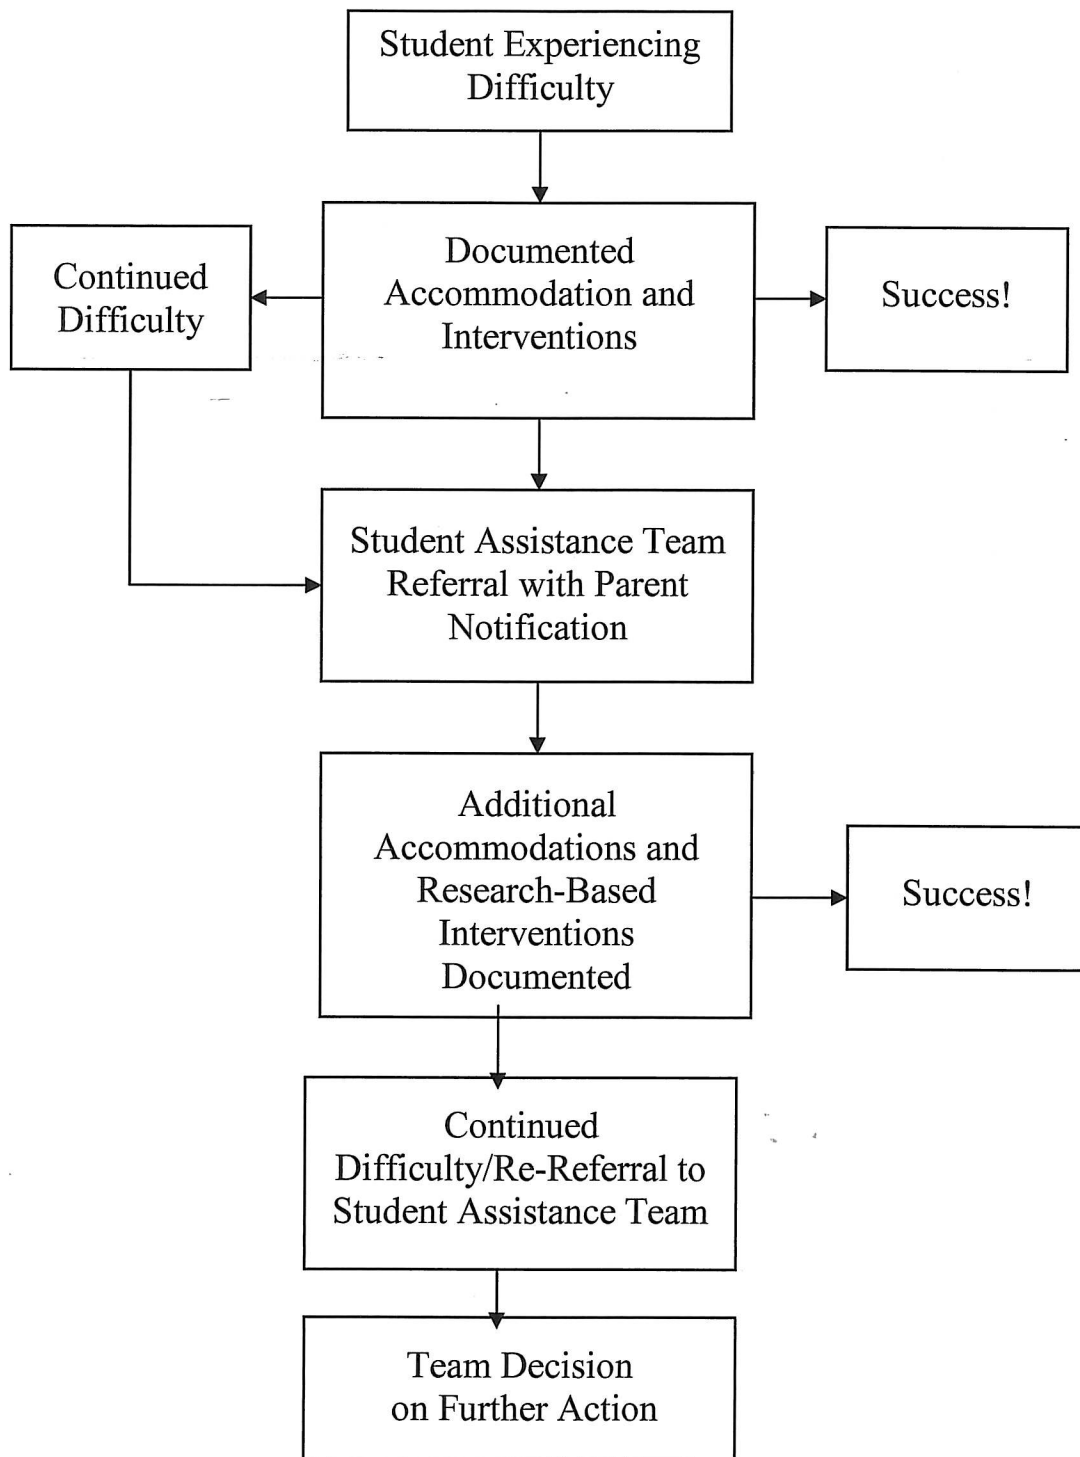 Student Experiencing
Difficulty
Documented
Accommodation and
Interventions
Continued
Difficulty
Success!
Student Assistance Team
Referral with Parent
Notification
Additional
Accommodations and
Research-Based
Interventions
Documented
Success!
Continued
Difficulty/Re-Referral to
Student Assistance Team
Team Decision
on Further Action